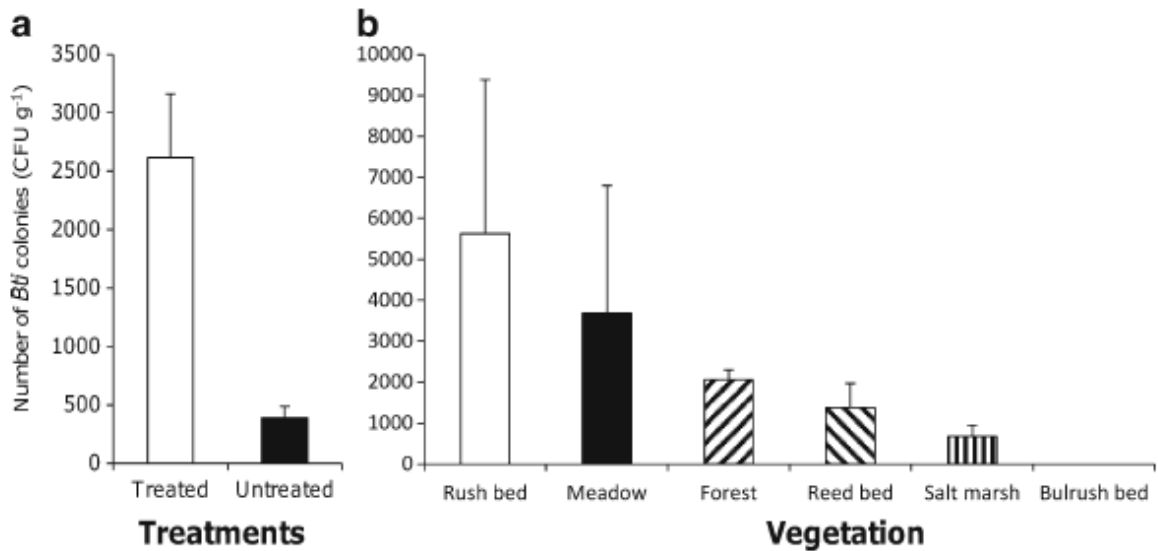 a
Number of Bti colonies (CFU g-1)
3500
3000
2500
2000
1500
1000
500
0
Treated Untreated
Treatments
b
10000
9000
8000
7000
6000
5000
4000
3000
2000
1000
0
Rush bed Meadow Forest Reed bed Salt marsh Bulrush bed
Vegetation